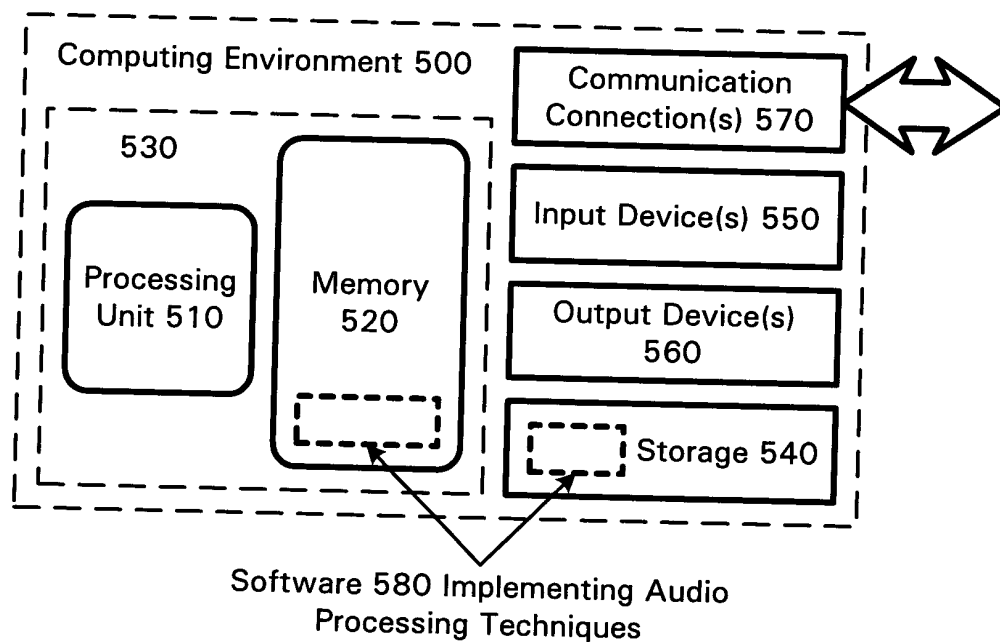 Computing Environment 500
530
Processing
Unit 510
Memory
520
Communication
Connection(s) 570
Input Device(s) 550
Output Device(s)
560
Storage 540
Software 580 Implementing Audio
Processing Techniques